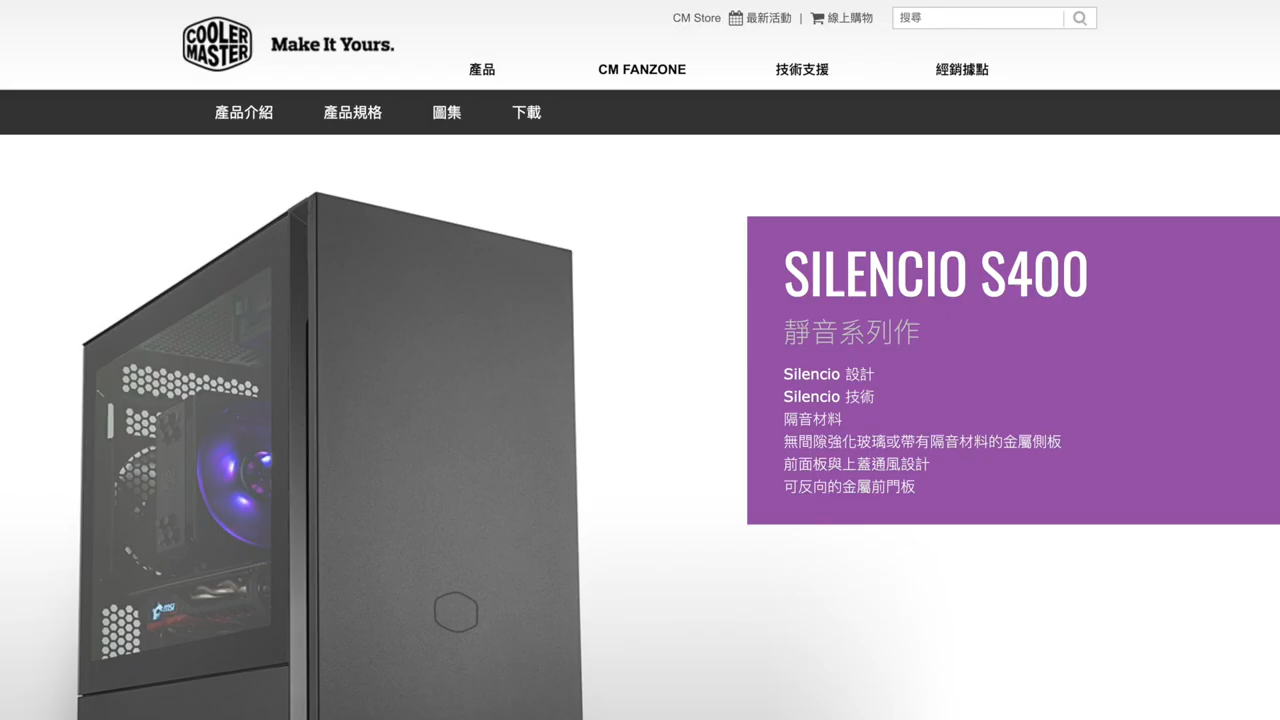 COOLER
MASTER
Make It Yours.
CM Store 最新活動 | 線上購物
搜尋
產品 CM FANZONE 技術支援 經銷據點
產品介紹 產品規格 圖集 下載
SILENCIO S400
靜音系列作
Silencio 設計
Silencio 技術
隔音材料
無間隙強化玻璃或帶有隔音材料的金屬側板
前面板與上蓋通風設計
可反向的金屬前門板
msi